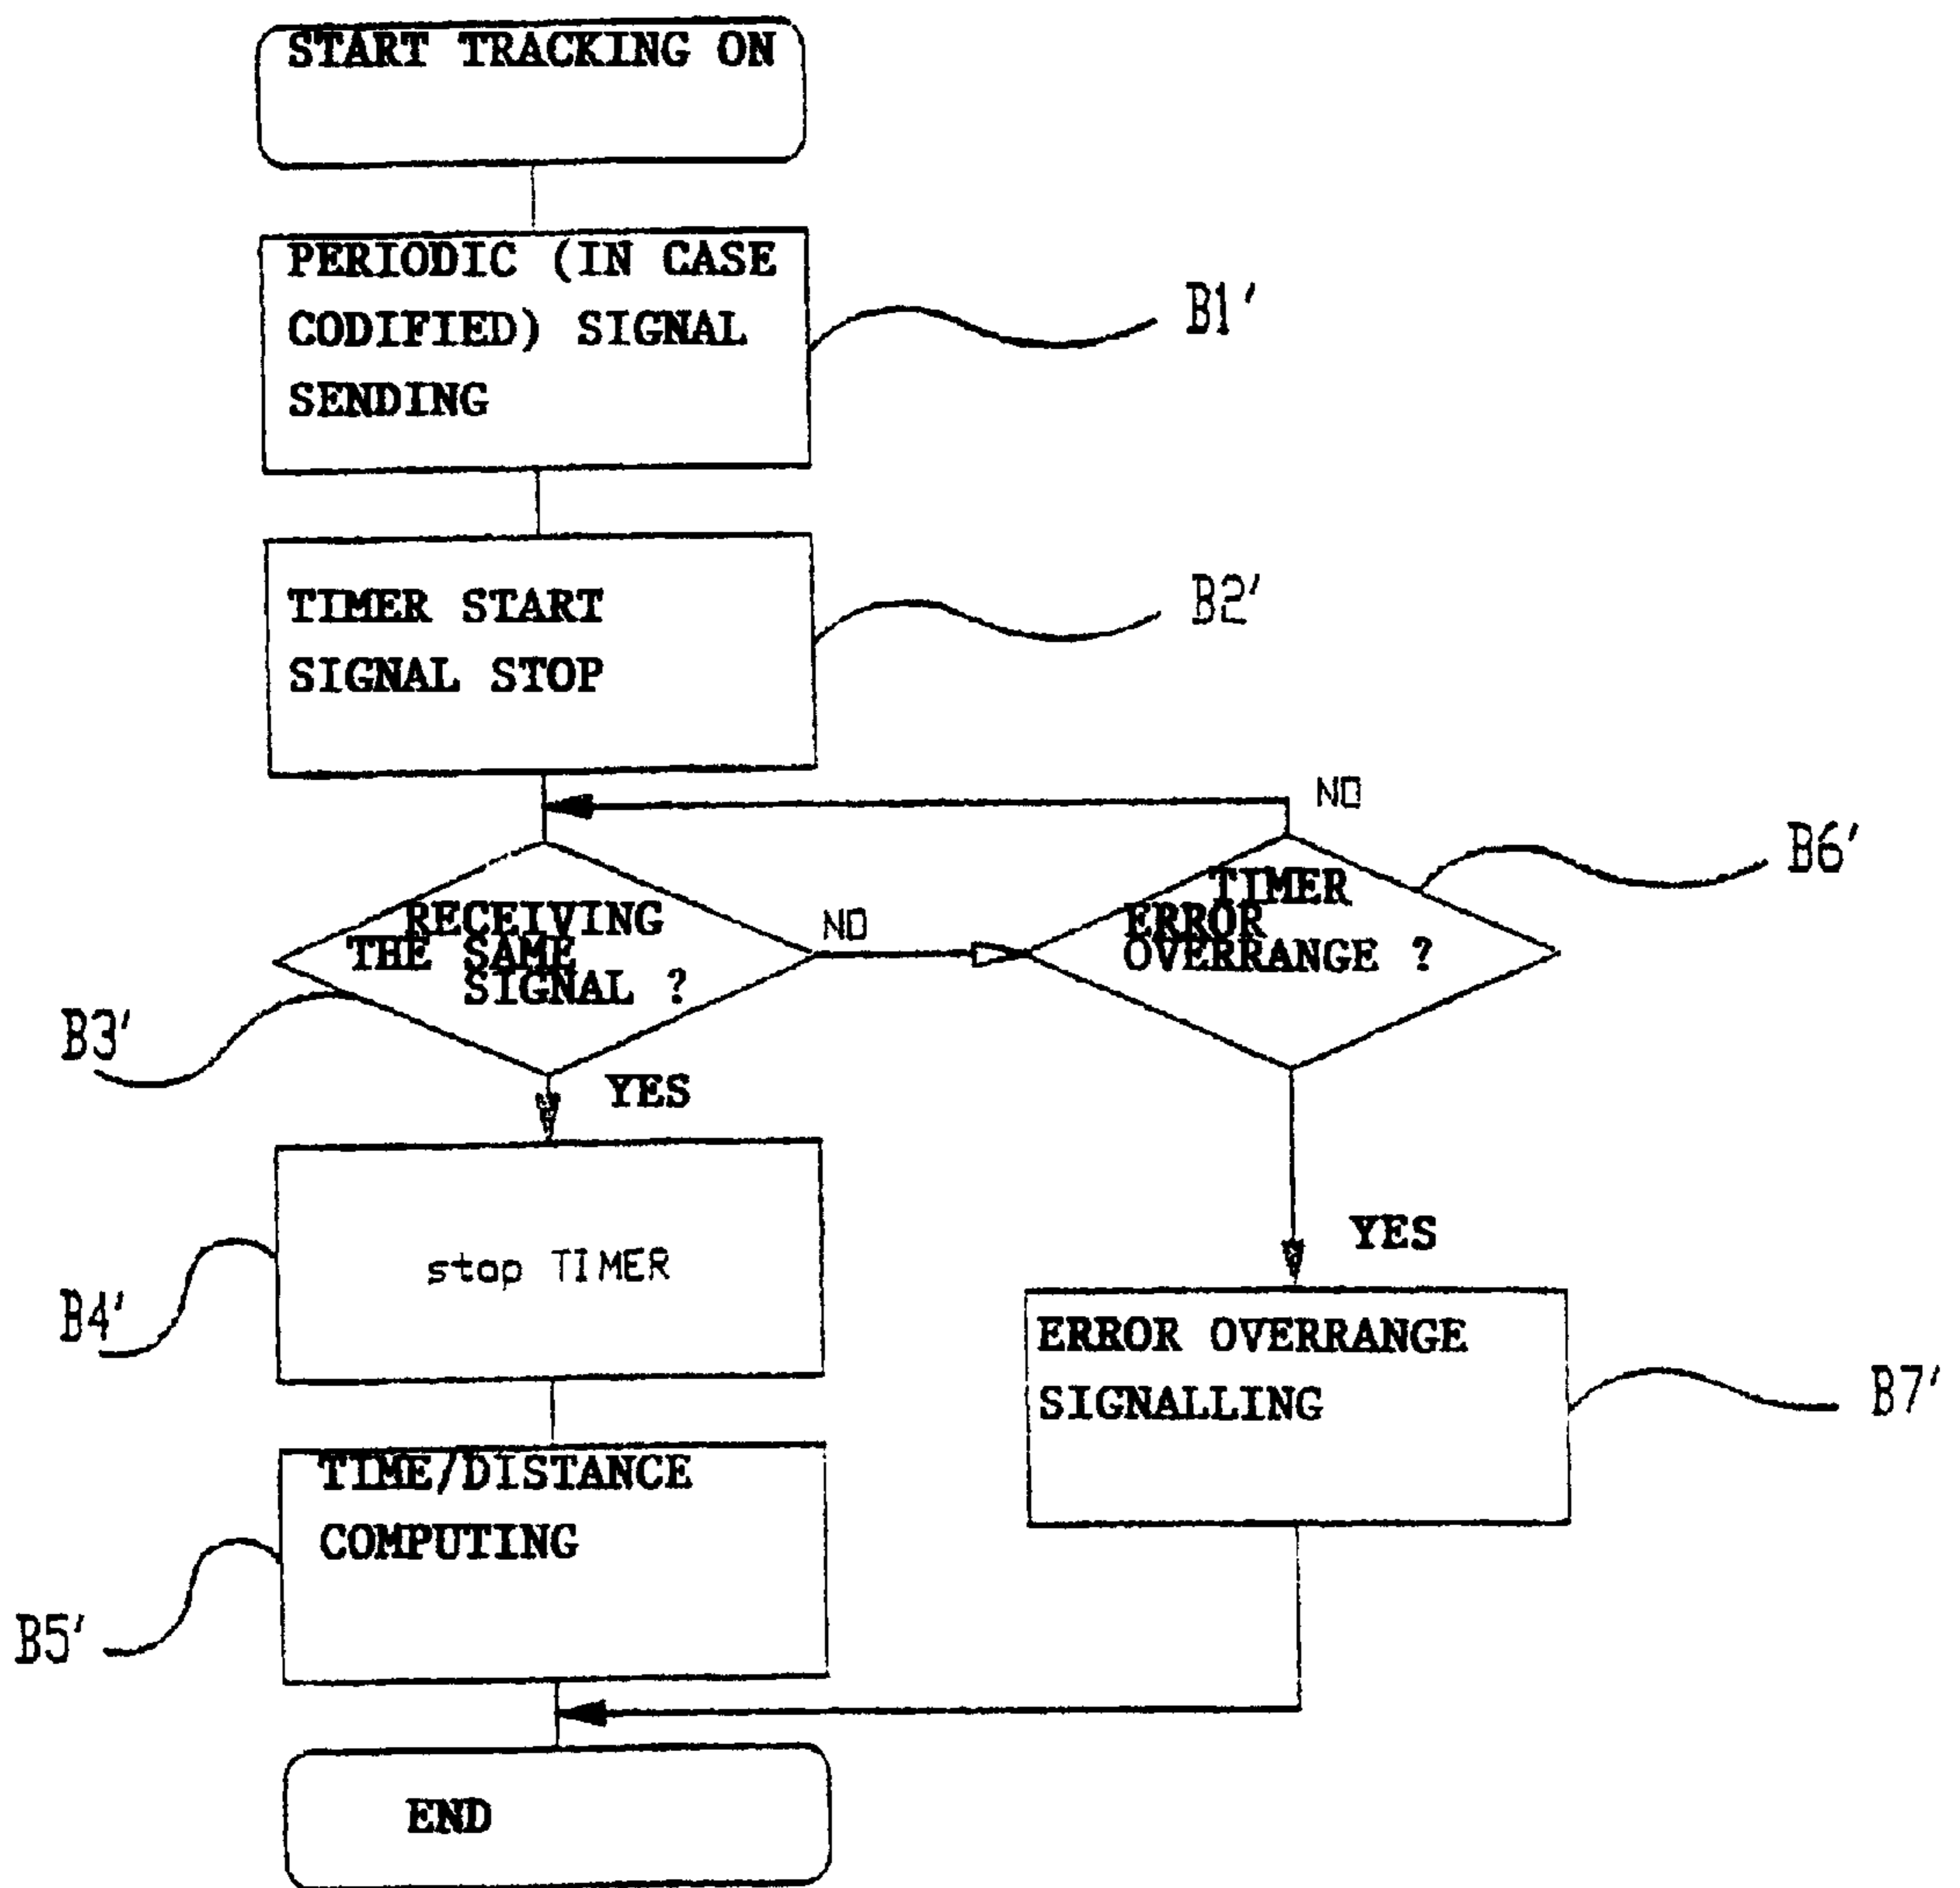 START TRACKING ON
PERIODIC (IN CASE
CODIFIED) SIGNAL
SENDING
B1'
TIMER START
SIGNAL STOP
B2'
NO
B6'
RECEIVING
THE SAME
SIGNAL ?
NO
TIMER
ERROR
OVERRANGE ?
B3'
YES
stop TIMER
B4'
YES
ERROR OVERRANGE
SIGNALLING
B7'
TIME/DISTANCE
COMPUTING
B5'
END